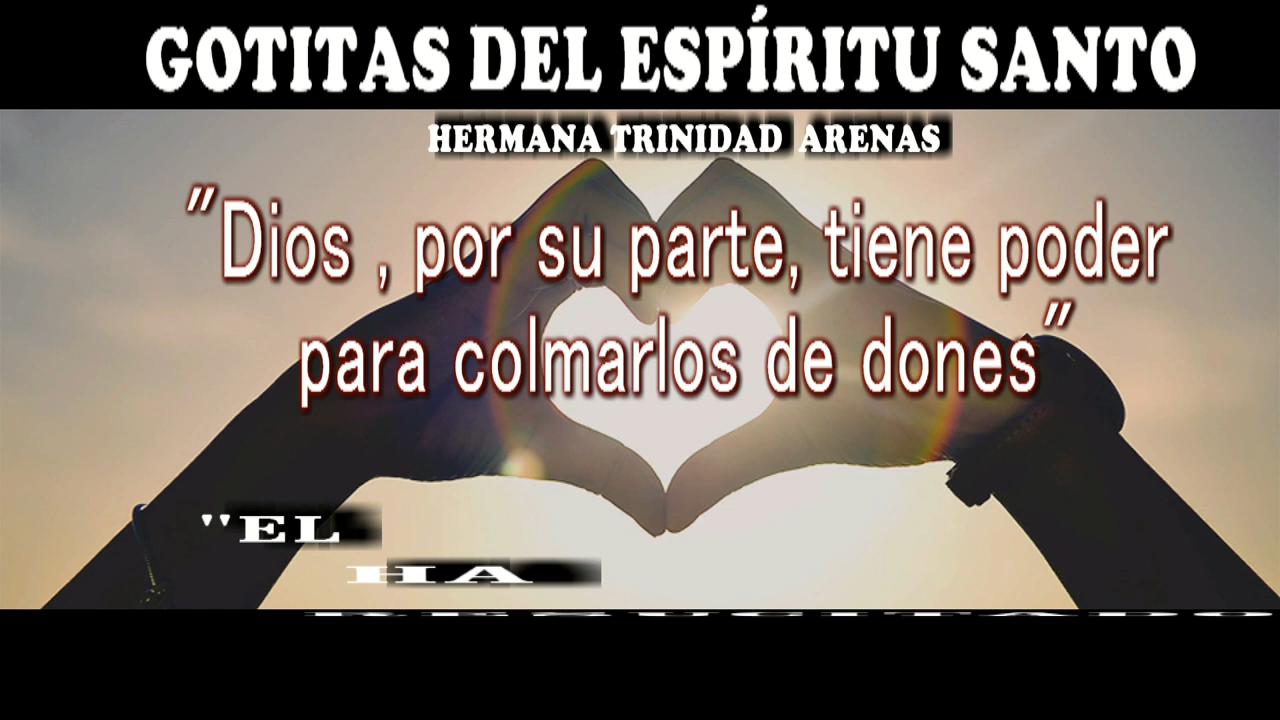 GOTITAS DEL ESPÍRITU SANTO
HERMANA TRINIDAD ARENAS
"Dios , por su parte, tiene poder
para colmarlos de dones"
"EL
HA
REZUCITADO